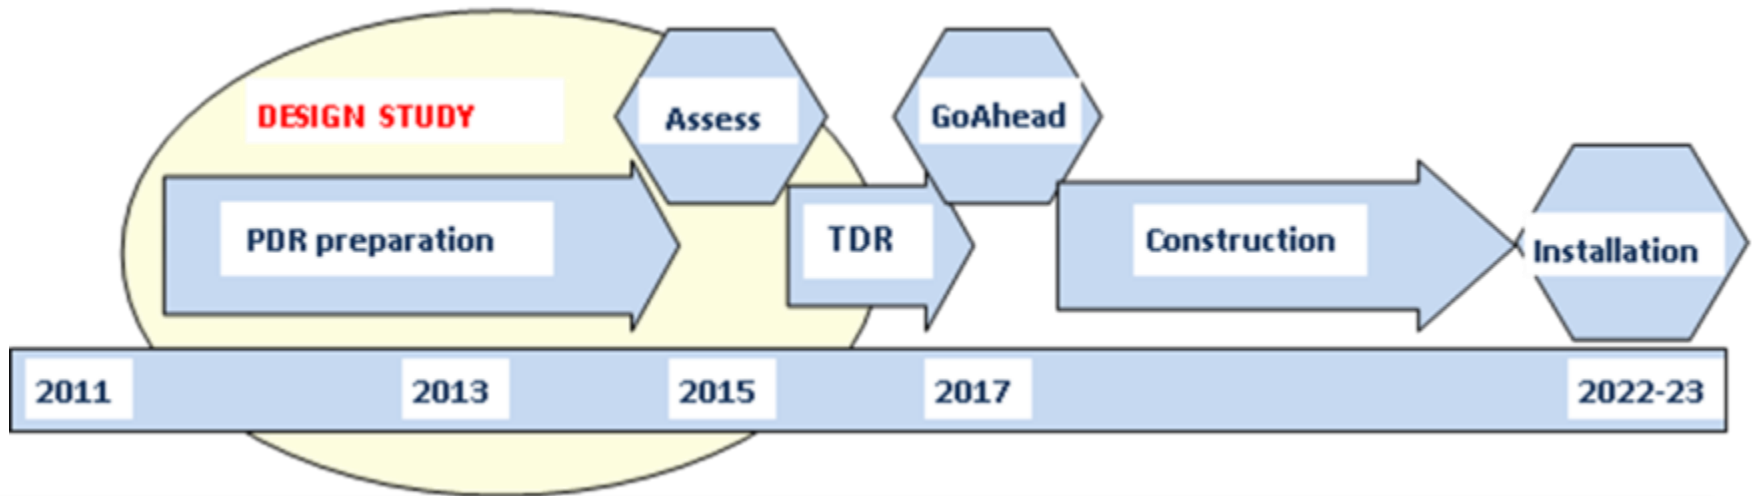 DESIGN STUDY
Assess
GoAhead
PDR preparation
TDR
Construction
Installation
2011
2013
2015
2017
2022-23